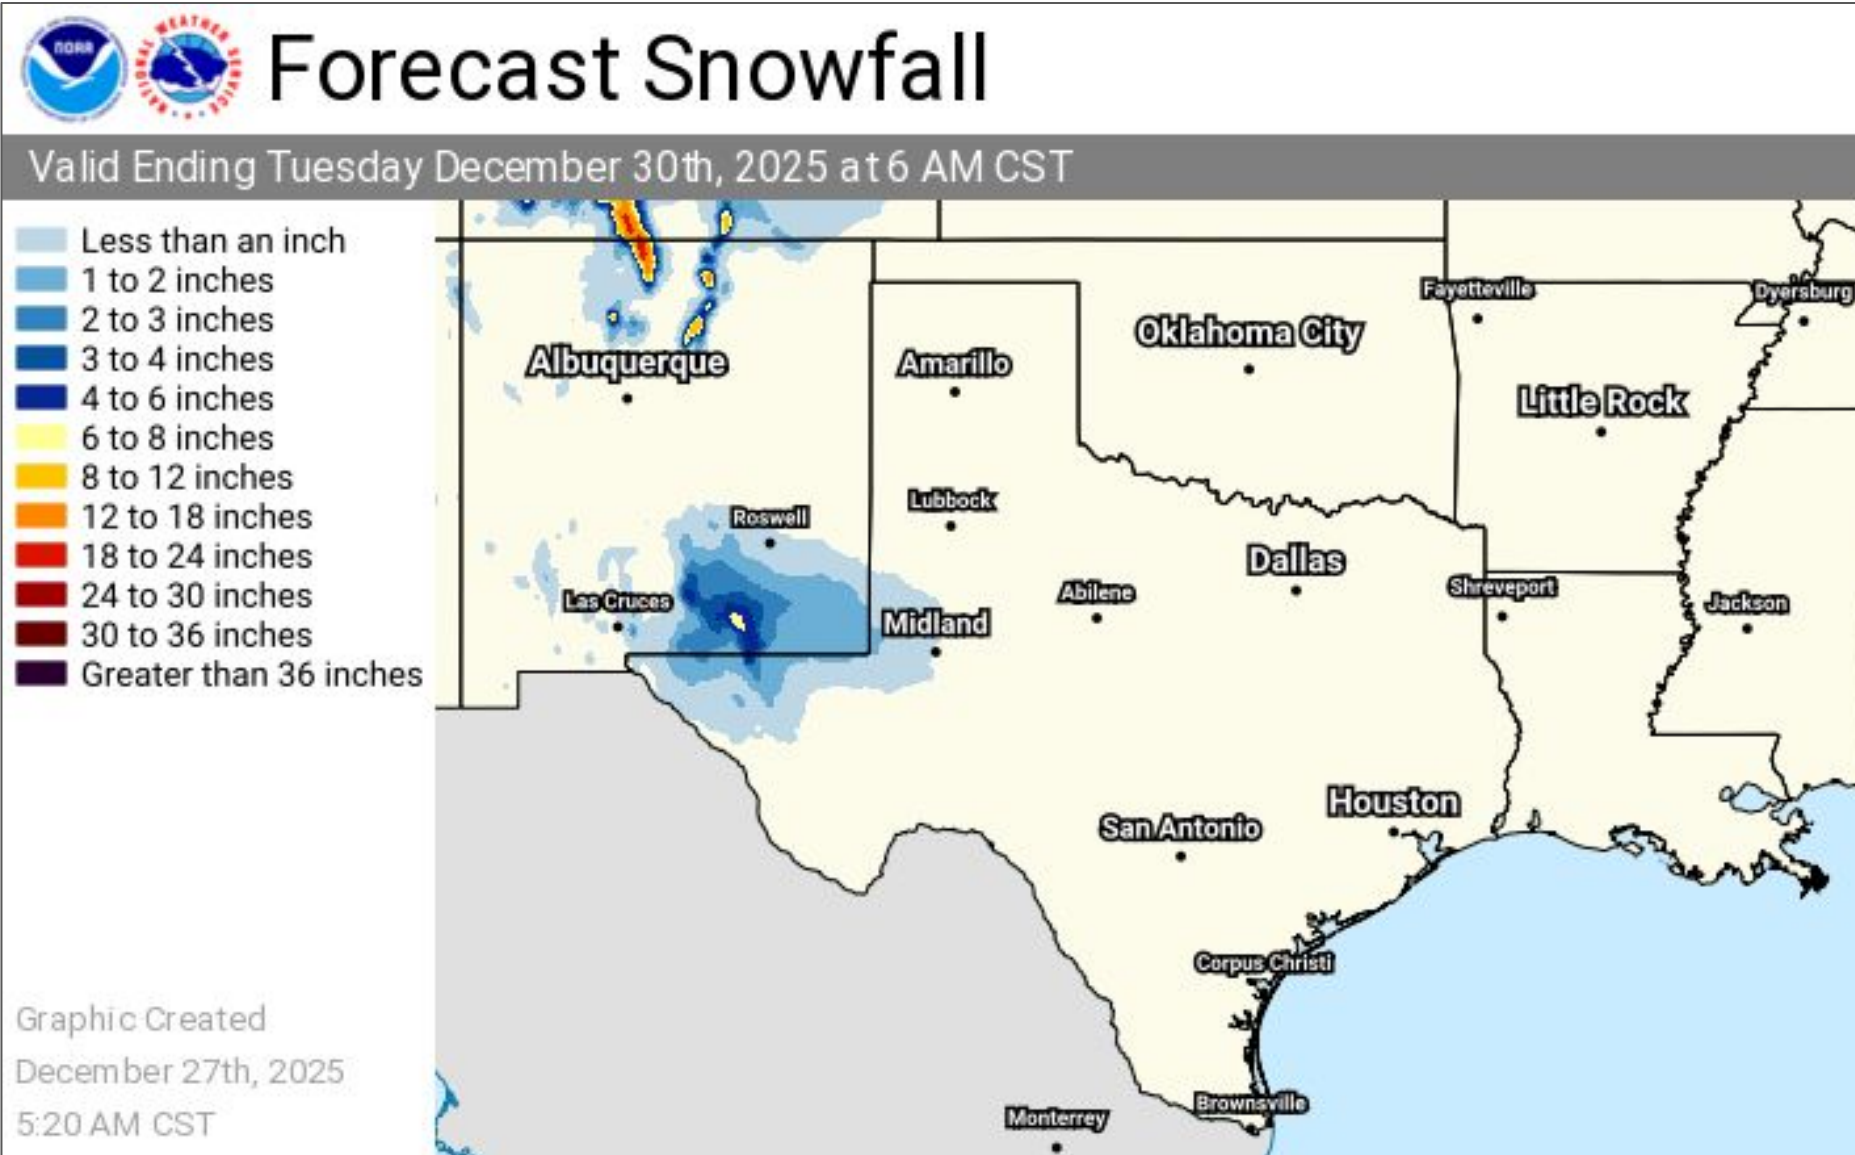 NOAA
NATIONAL WEATHER SERVICE
Forecast Snowfall
Valid Ending Tuesday December 30th, 2025 at 6 AM CST
Less than an inch
1 to 2 inches
2 to 3 inches
3 to 4 inches
4 to 6 inches
6 to 8 inches
8 to 12 inches
12 to 18 inches
18 to 24 inches
24 to 30 inches
30 to 36 inches
Greater than 36 inches
Graphic Created
December 27th, 2025
5:20 AM CST
Fayetteville
Dyersburg
Oklahoma City
Albuquerque
Amarillo
Little Rock
Lubbock
Roswell
Dallas
Shreveport
Abilene
Las Cruces
Jackson
Midland
Houston
San Antonio
Corpus Christi
Brownsville
Monterrey